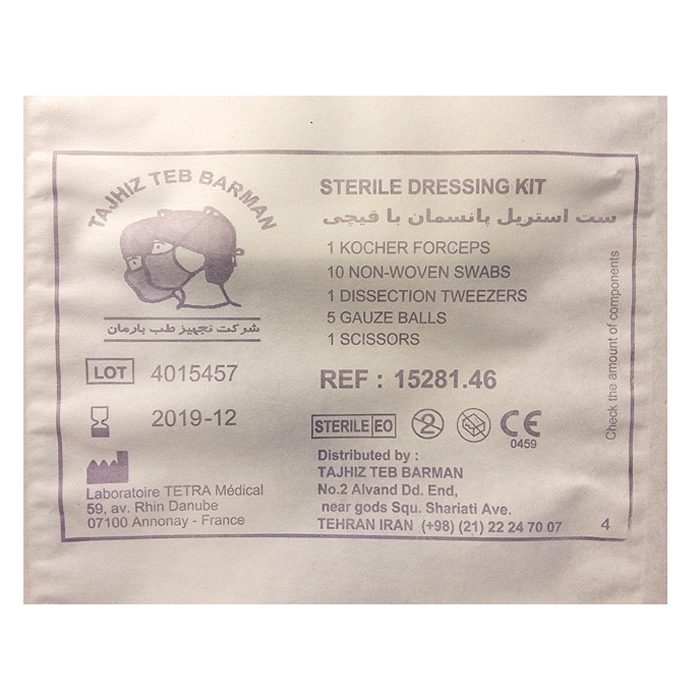 TAJHIZ TEB BARMAN
شرکت تجهیز طب بارمان
LOT 4015457
2019-12
Laboratoire TETRA Médical
59, av. Rhin Danube
07100 Annonay - France
STERILE DRESSING KIT
ست استریل پانسمان با قیچی
1 KOCHER FORCEPS
10 NON-WOVEN SWABS
1 DISSECTION TWEEZERS
5 GAUZE BALLS
1 SCISSORS
REF : 15281.46
STERILE EO 2 CE
0459
Distributed by :
TAJHIZ TEB BARMAN
No.2 Alvand Dd. End,
near gods Squ. Shariati Ave.
TEHRAN IRAN (+98) (21) 22 24 70 07
4
Check the amount of components